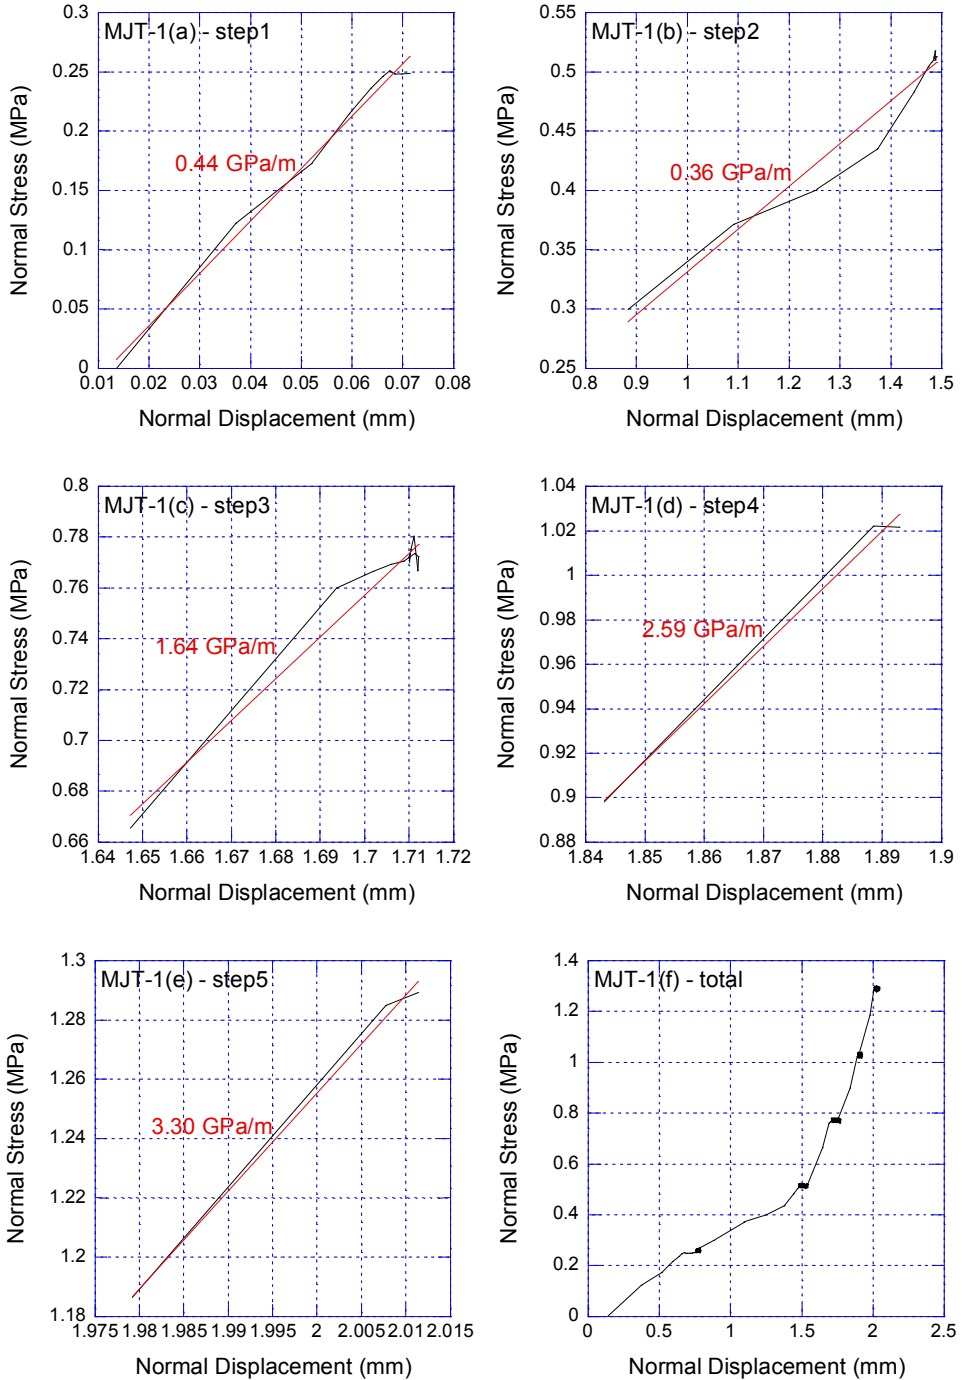 MJT-1(a) - step1
0.3
0.25
0.2
0.15
0.1
0.05
0
Normal Stress (MPa)
0.44 GPa/m
0.01 0.02 0.03 0.04 0.05 0.06 0.07 0.08
Normal Displacement (mm)
MJT-1(b) - step2
0.55
0.5
0.45
0.4
0.35
0.3
0.25
Normal Stress (MPa)
0.36 GPa/m
0.8 0.9 1 1.1 1.2 1.3 1.4 1.5
Normal Displacement (mm)
MJT-1(c) - step3
0.8
0.78
0.76
0.74
0.72
0.7
0.68
0.66
Normal Stress (MPa)
1.64 GPa/m
1.64 1.65 1.66 1.67 1.68 1.69 1.7 1.71 1.72
Normal Displacement (mm)
MJT-1(d) - step4
1.04
1.02
1
0.98
0.96
0.94
0.92
0.9
0.88
Normal Stress (MPa)
2.59 GPa/m
1.84 1.85 1.86 1.87 1.88 1.89 1.9
Normal Displacement (mm)
MJT-1(e) - step5
1.3
1.28
1.26
1.24
1.22
1.2
1.18
Normal Stress (MPa)
3.30 GPa/m
1.975 1.98 1.985 1.99 1.995 2 2.005 2.01 2.015
Normal Displacement (mm)
MJT-1(f) - total
1.4
1.2
1
0.8
0.6
0.4
0.2
0
Normal Stress (MPa)
0 0.5 1 1.5 2 2.5
Normal Displacement (mm)